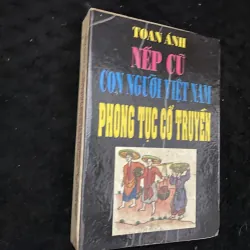 TOAN ÁNH
NẾP CŨ
CON NGƯỜI VIỆT NAM
PHONG TỤC CỔ TRUYỀN